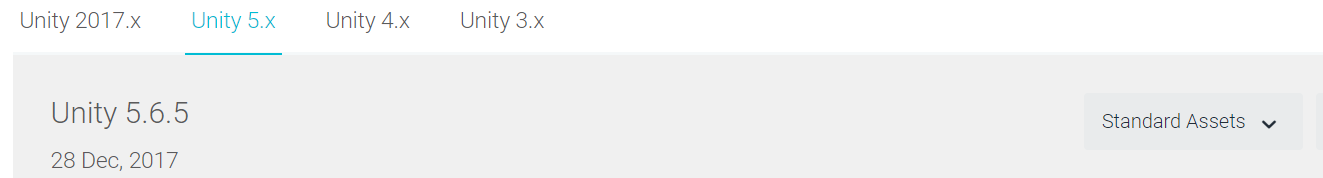 Unity 2017.x Unity 5.x Unity 4.x Unity 3.x
Unity 5.6.5
Standard Assets
28 Dec, 2017